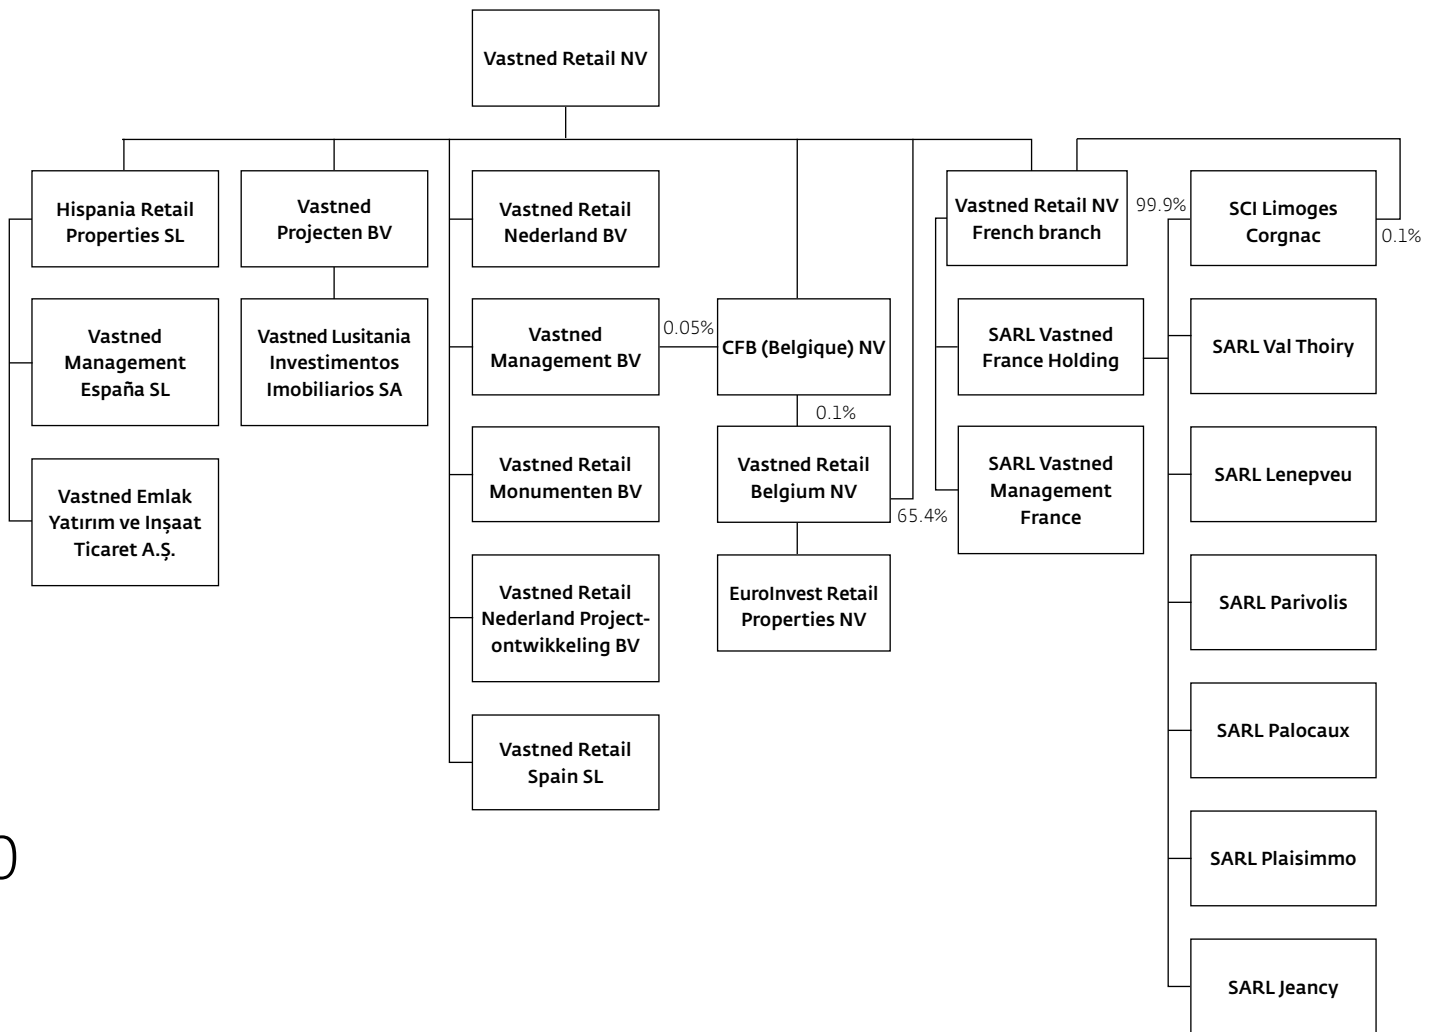 Vastned Retail NV
Hispania Retail
Properties SL
Vastned
Projecten BV
Vastned Retail
Nederland BV
Vastned Retail NV
French branch
99.9%
SCI Limoges
Corgnac
0.1%
Vastned
Management
España SL
Vastned Lusitania
Investimentos
Imobiliarios SA
Vastned
Management BV
0.05%
CFB (Belgique) NV
0.1%
SARL Vastned
France Holding
SARL Val Thoiry
Vastned Emlak
Yatırım ve Inşaat
Ticaret A.Ş.
Vastned Retail
Monumenten BV
Vastned Retail
Belgium NV
65.4%
SARL Vastned
Management
France
SARL Lenepveu
Vastned Retail
Nederland Project-
ontwikkeling BV
EuroInvest Retail
Properties NV
SARL Parivolis
Vastned Retail
Spain SL
SARL Palocaux
SARL Plaisimmo
SARL Jeancy